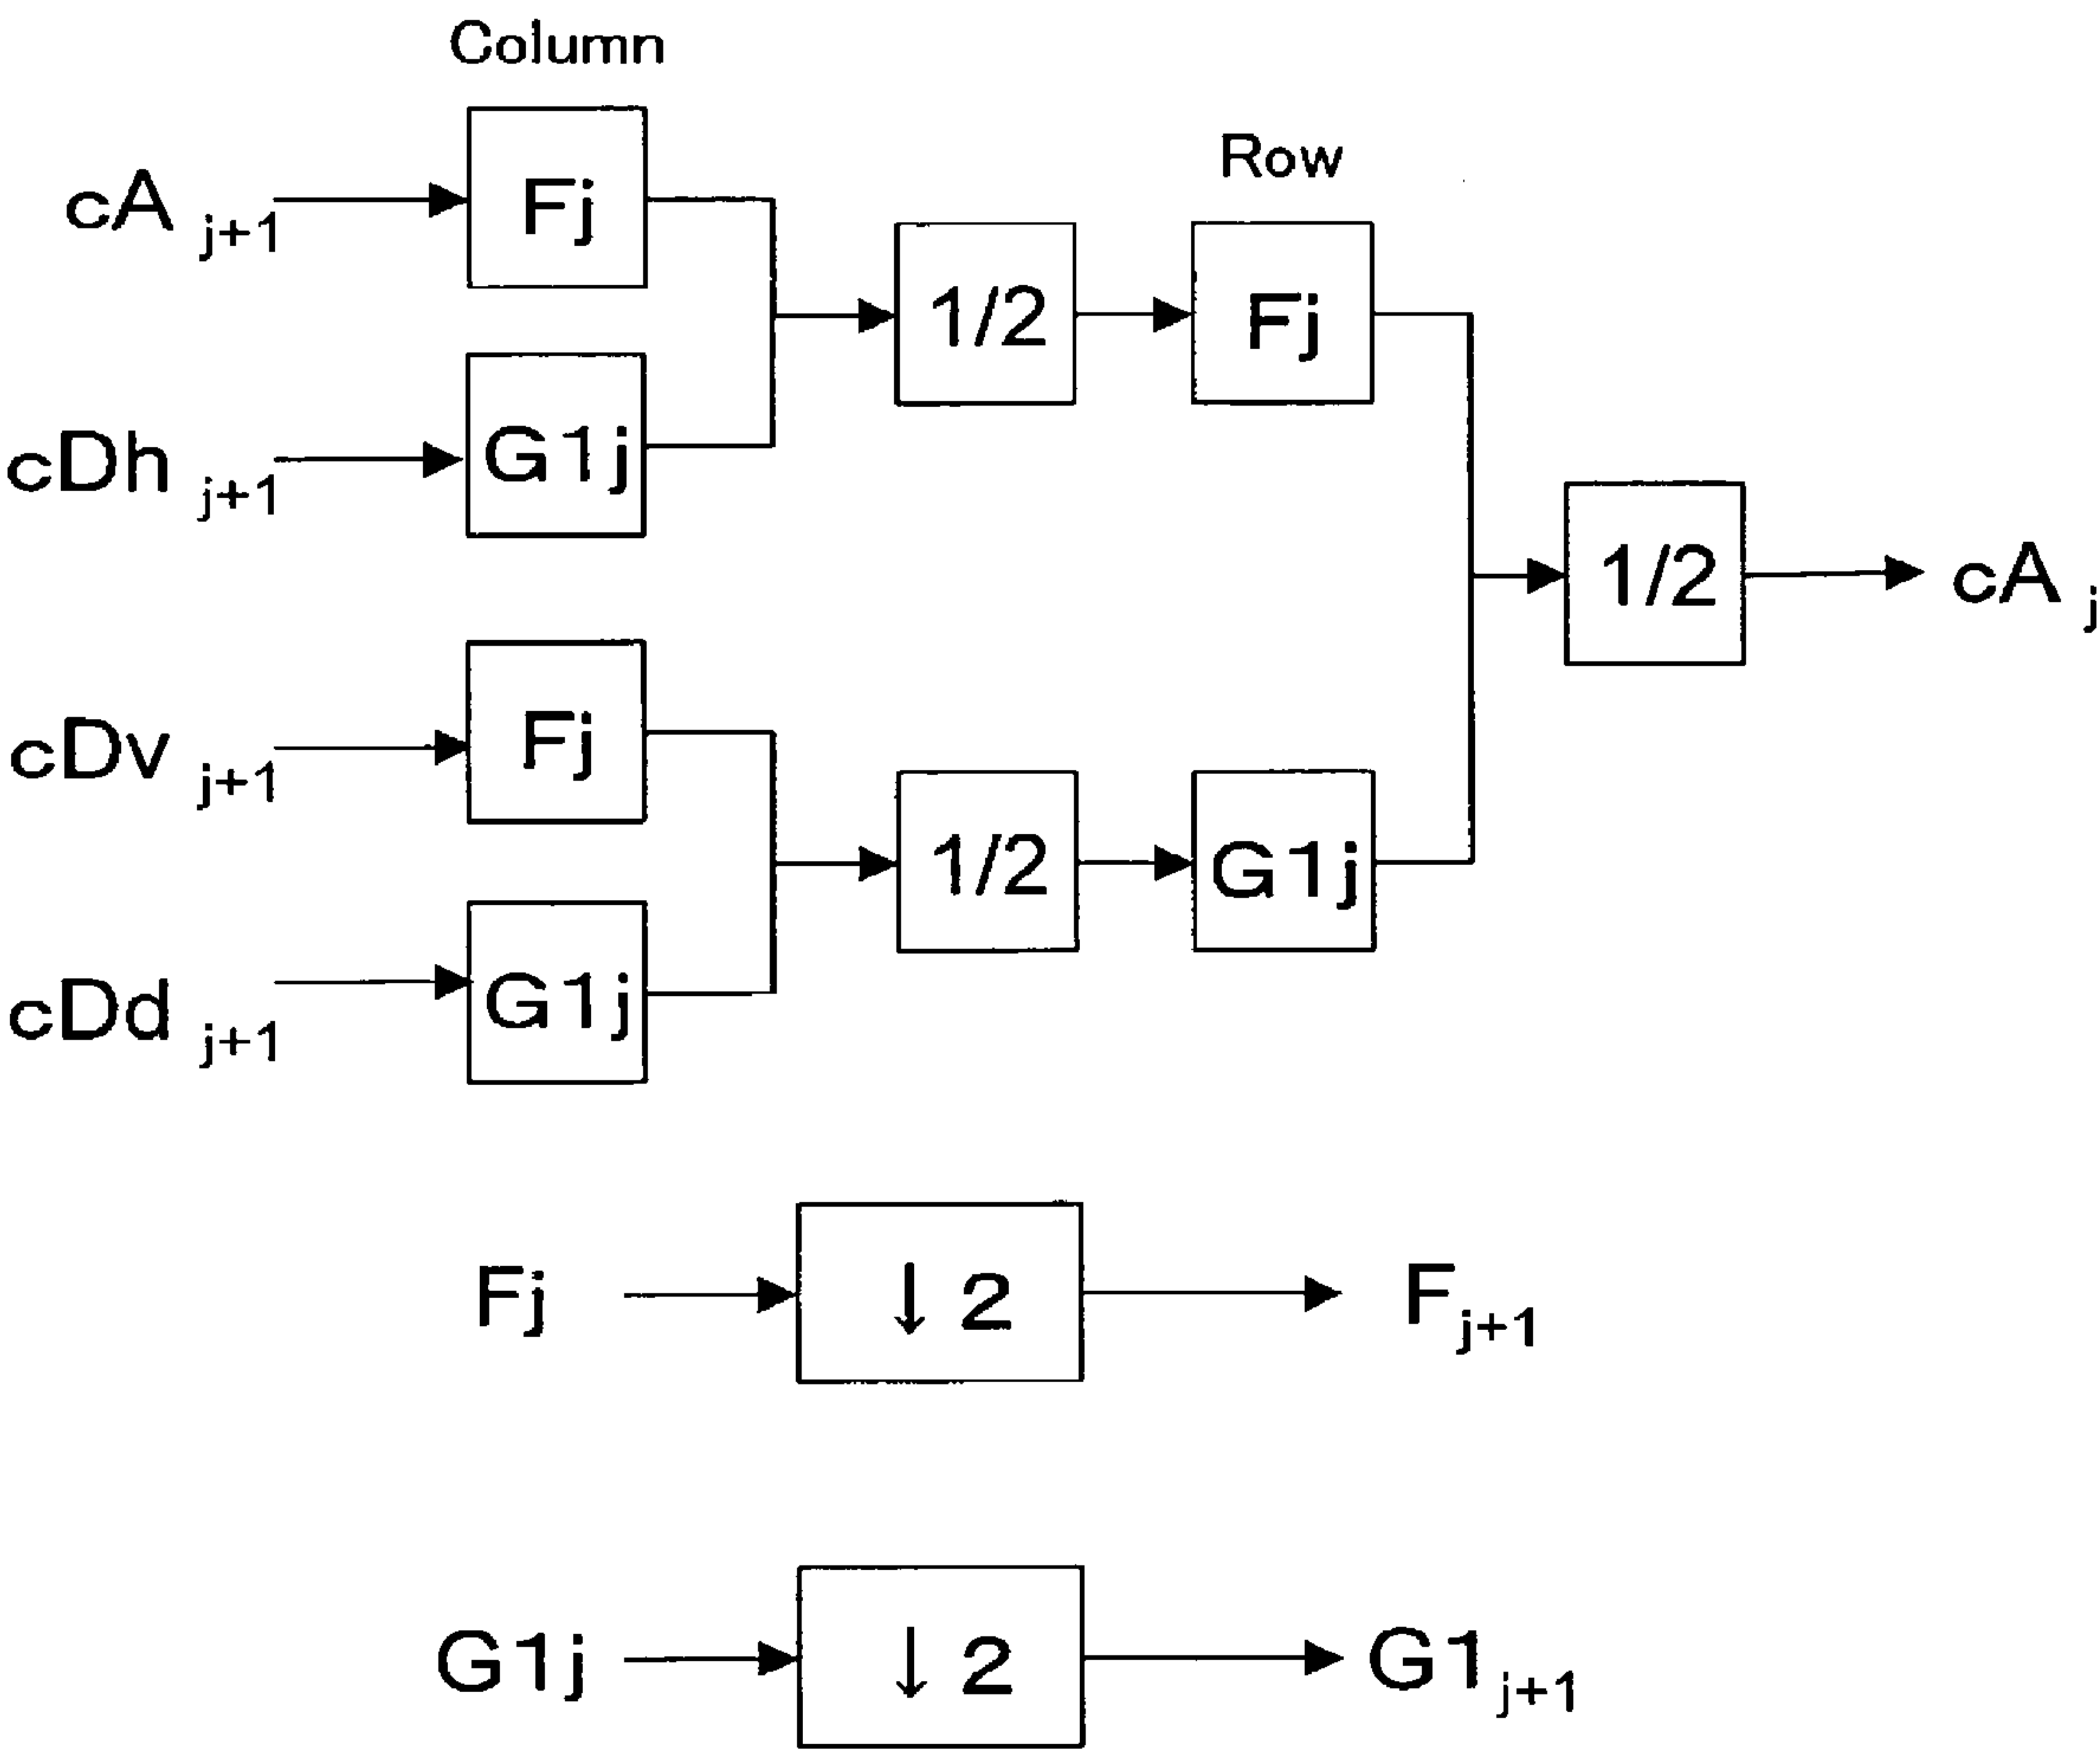 Column
Row
cA j+1
Fj
cDh j+1
G1j
1/2
Fj
1/2
cA j
cDv j+1
Fj
1/2
G1j
cDd j+1
G1j
Fj
↓ 2
F j+1
G1j
↓ 2
G1 j+1